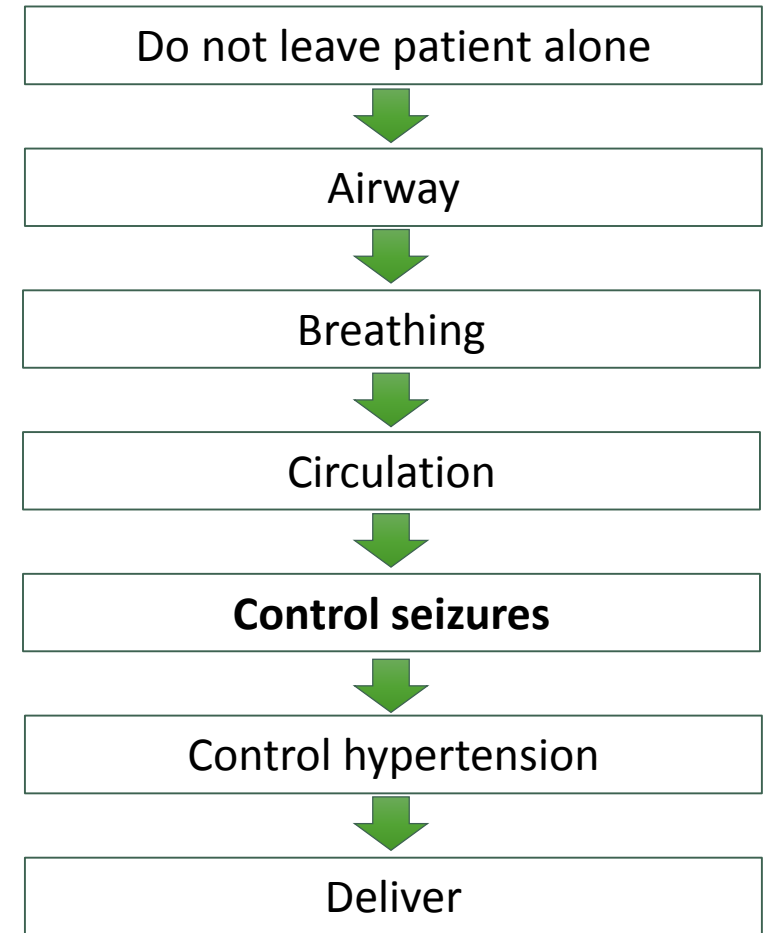 Do not leave patient alone
Airway
Breathing
Circulation
Control seizures
Control hypertension
Deliver